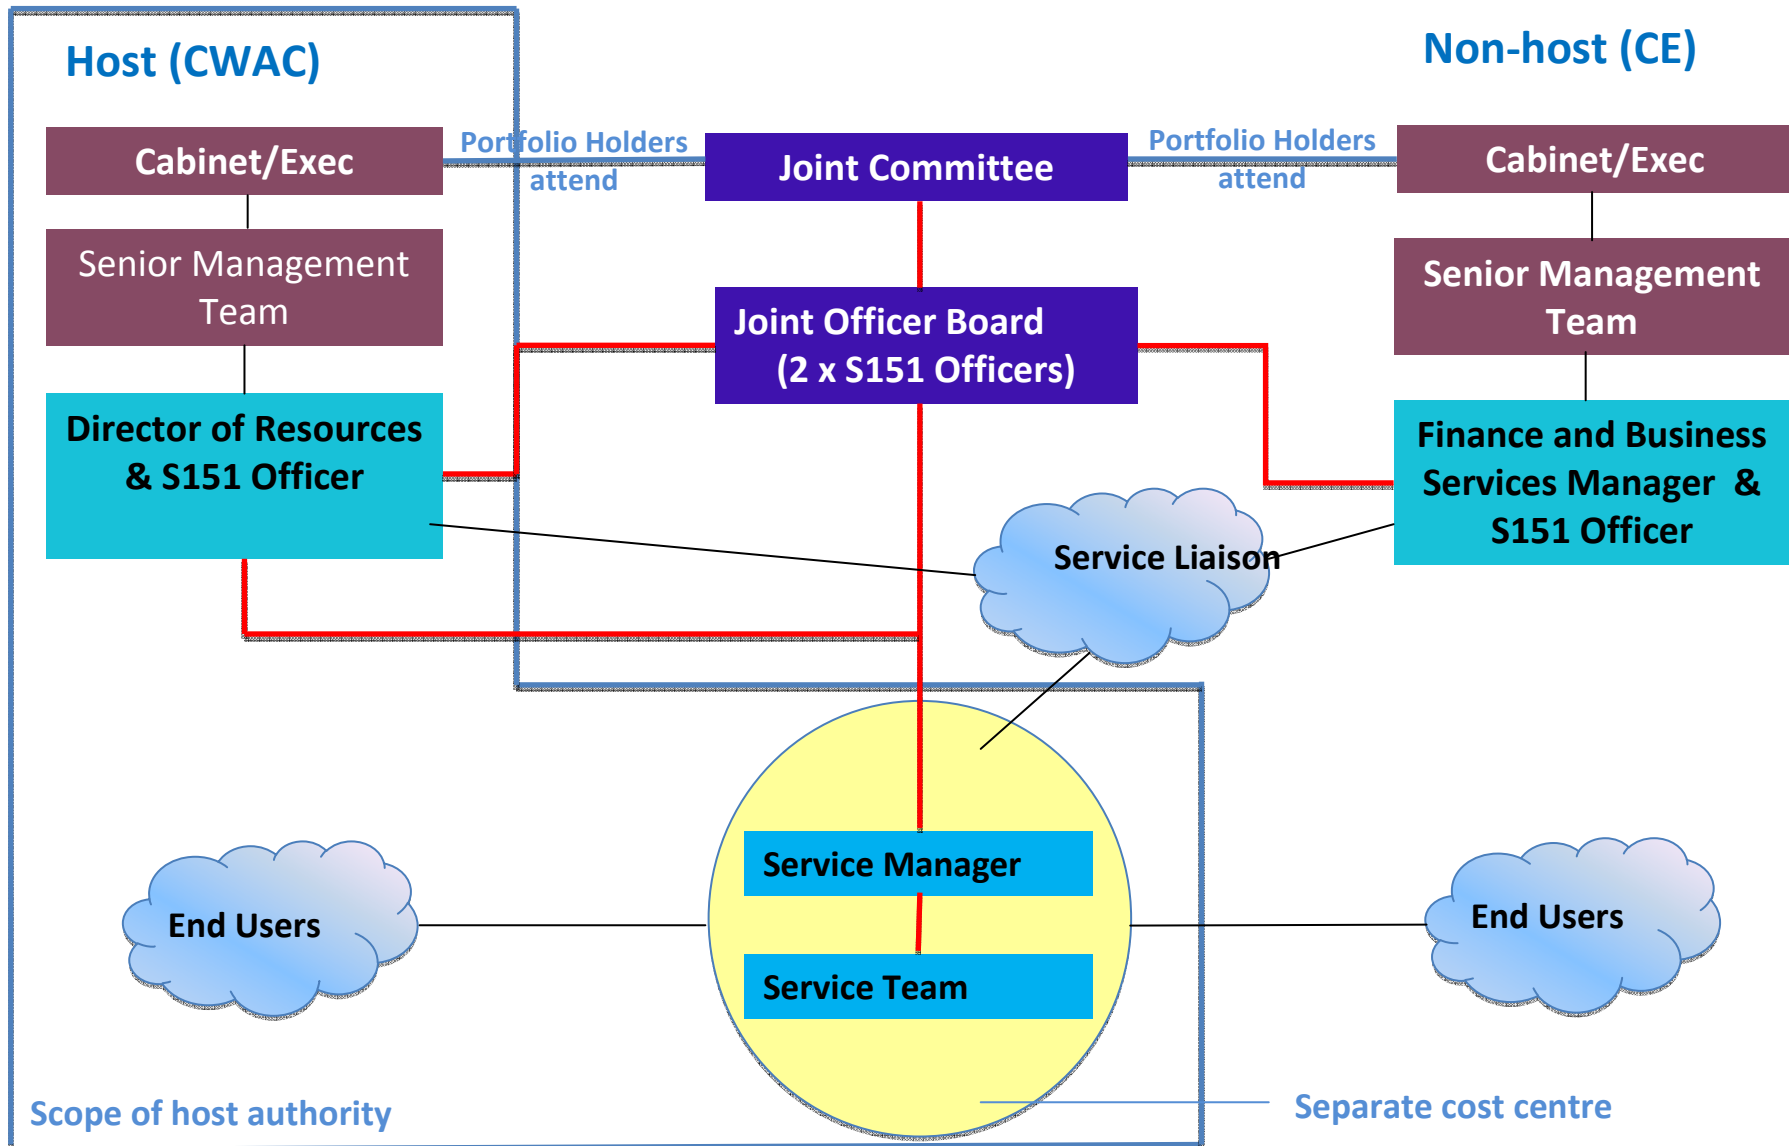 Host (CWAC)
Non-host (CE)
Cabinet/Exec
Portfolio Holders
attend
Joint Committee
Portfolio Holders
attend
Cabinet/Exec
Senior Management
Team
Joint Officer Board
(2 x S151 Officers)
Senior Management
Team
Director of Resources
& S151 Officer
Finance and Business
Services Manager &
S151 Officer
Service Liaison
Service Manager
End Users
End Users
Service Team
Scope of host authority
Separate cost centre